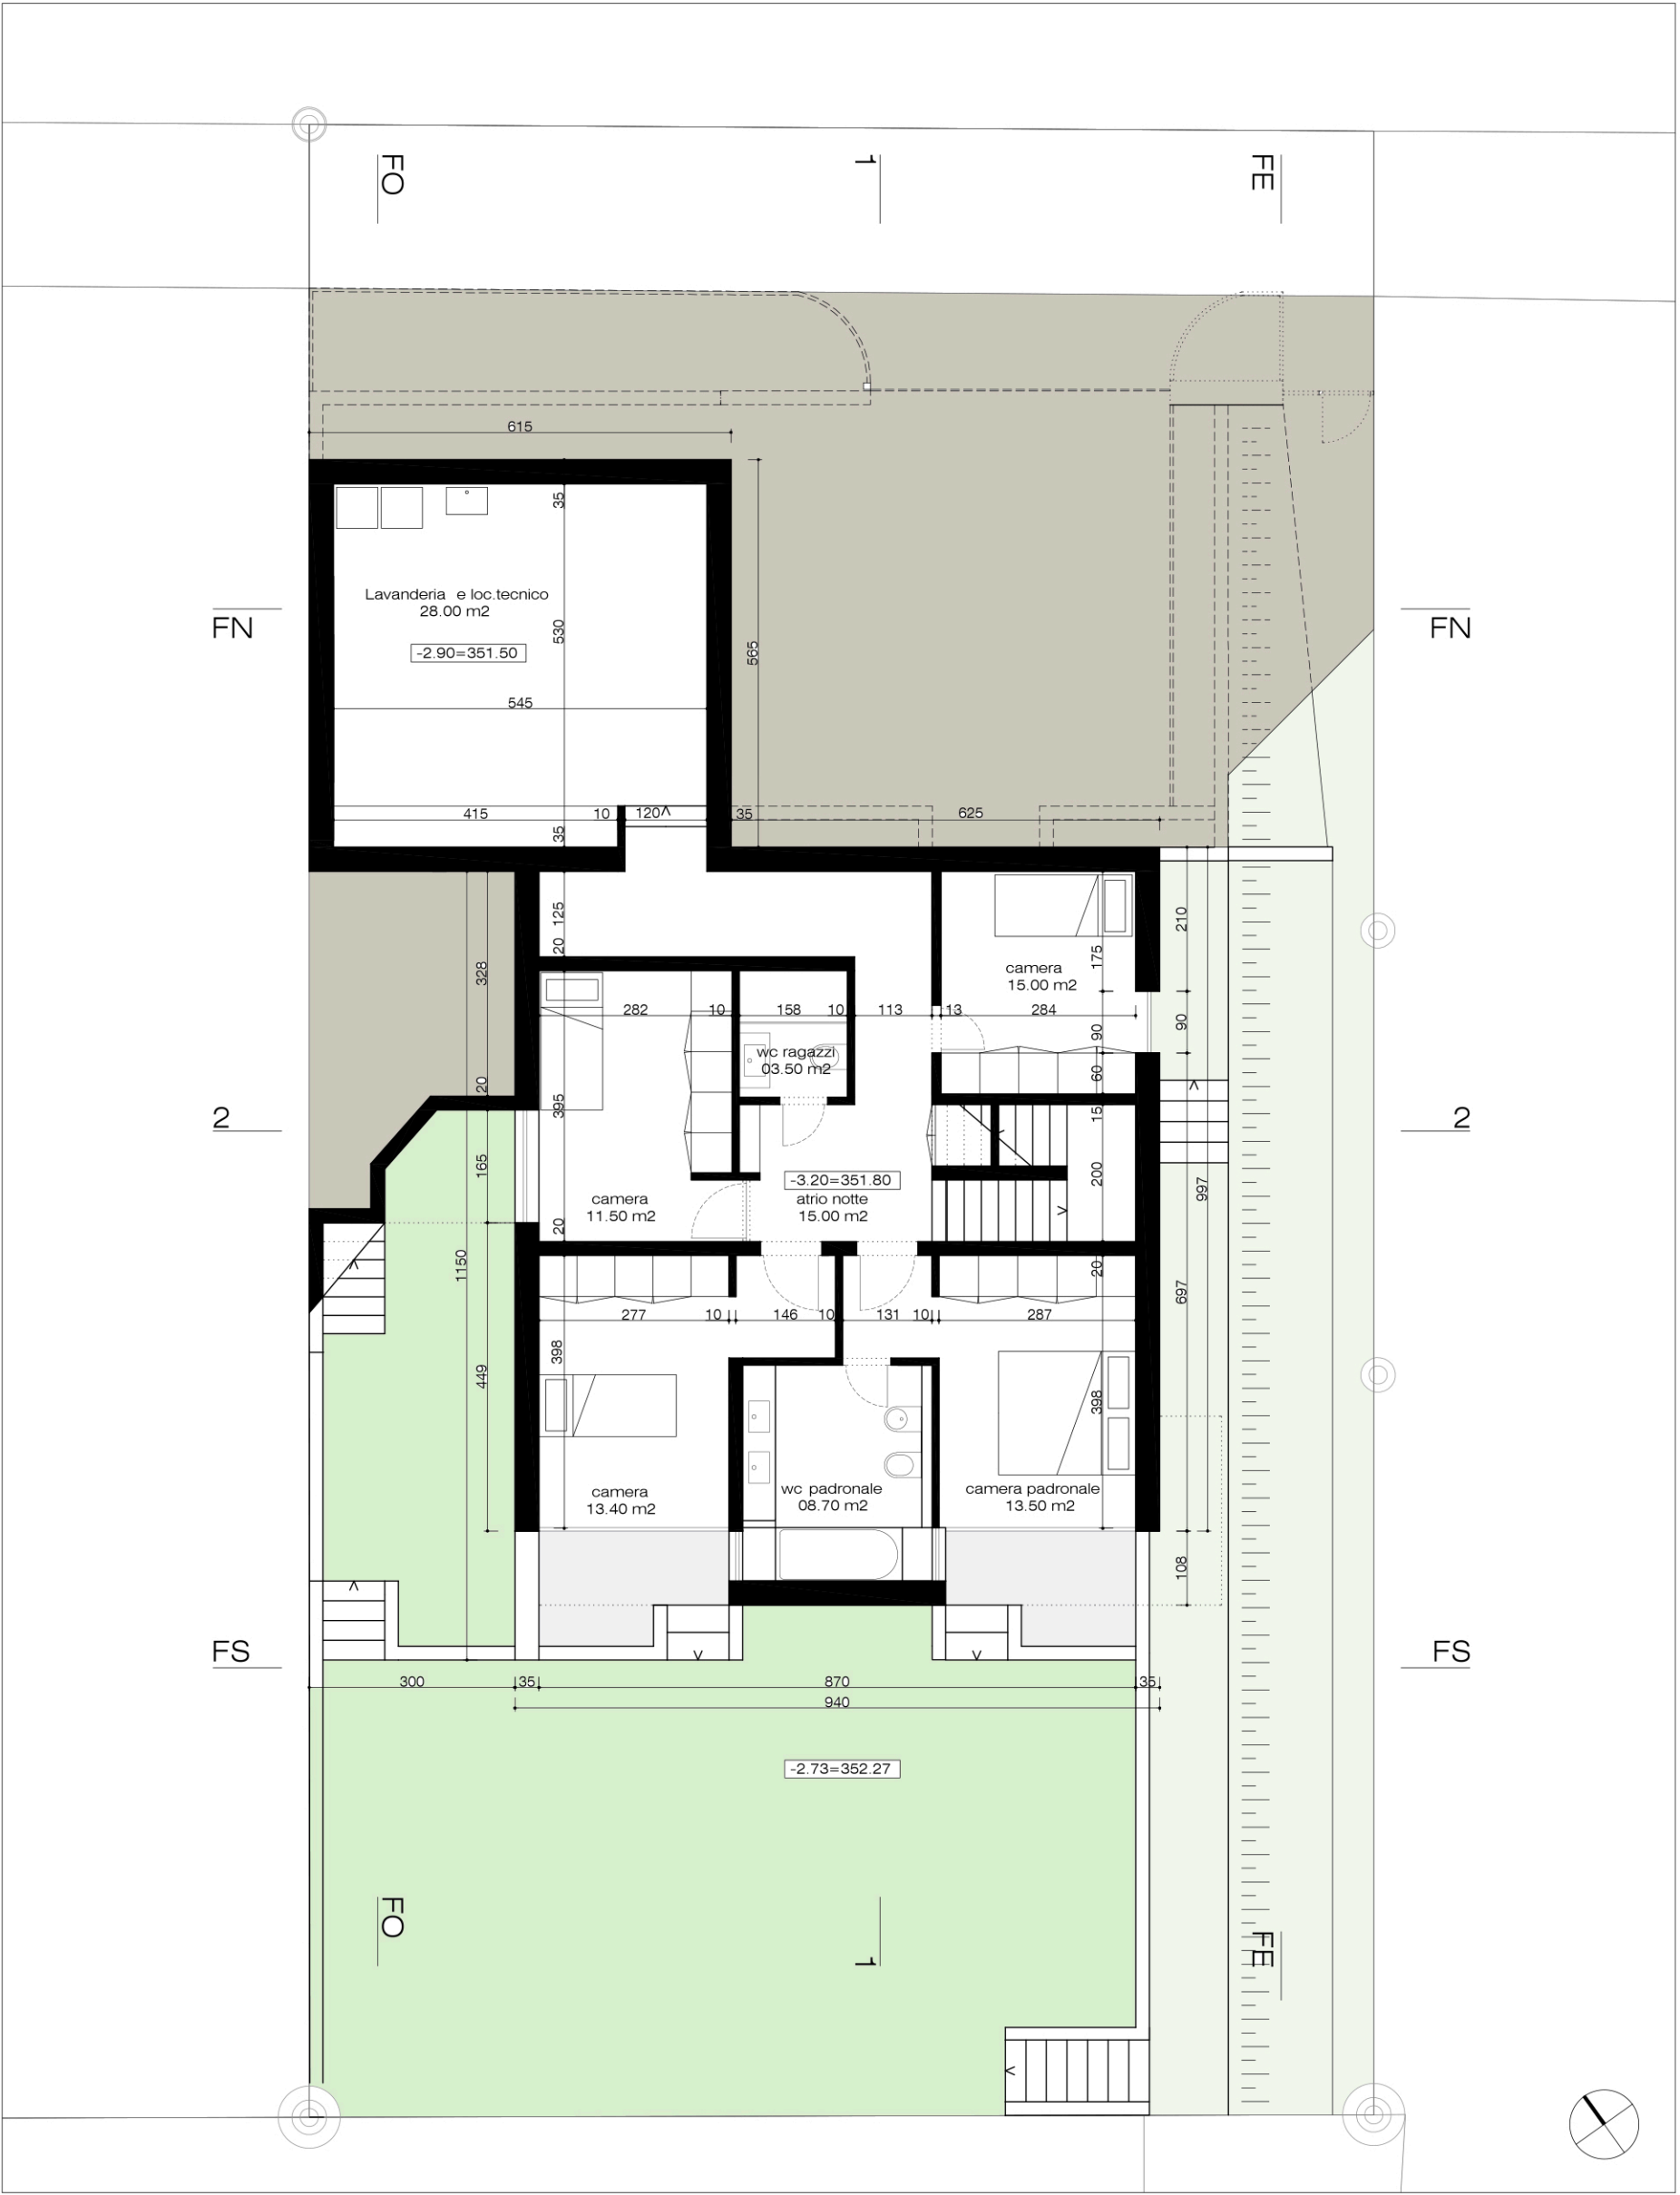 FO
1
FE
615
35
Lavanderia e loc.tecnico
28.00 m2
FN
FN
530
-2.90=351.50
565
545
415
10
120
35
625
35
125
210
20
328
175
camera
15.00 m2
282
10
158
10
113
13
284
90
90
wc ragazzi
03.50 m2
60
20
395
15
2
2
165
-3.20=351.80
200
997
camera
11.50 m2
atrio notte
15.00 m2
20
1150
20
697
277
10
146
10
131
10
287
398
449
398
camera
13.40 m2
wc padronale
08.70 m2
camera padronale
13.50 m2
108
FS
FS
300
35
870
35
940
-2.73=352.27
FO
1
FE